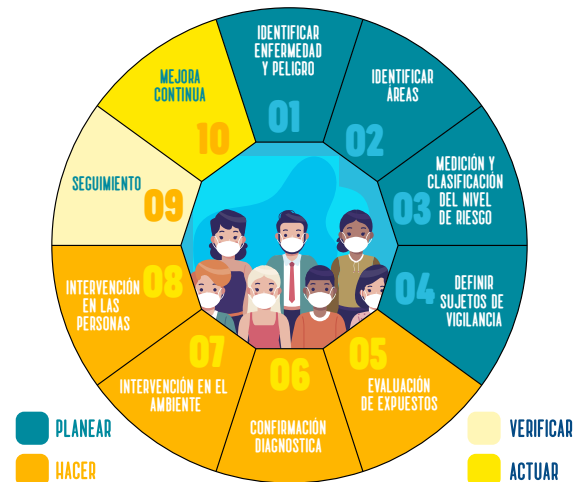 IDENTIFICAR
ENFERMEDAD
Y PELIGRO
01
IDENTIFICAR
ÁREAS
02
MEDICIÓN Y
CLASIFICACIÓN
DEL NIVEL
DE RIESGO
03
DEFINIR
SUJETOS DE
VIGILANCIA
04
05
EVALUACIÓN
DE EXPUESTOS
06
CONFIRMACIÓN
DIAGNOSTICA
07
INTERVENCIÓN EN EL
AMBIENTE
08
INTERVENCIÓN
EN LAS
PERSONAS
SEGUIMIENTO
09
MEJORA
CONTINUA
10
PLANEAR
HACER
VERIFICAR
ACTUAR